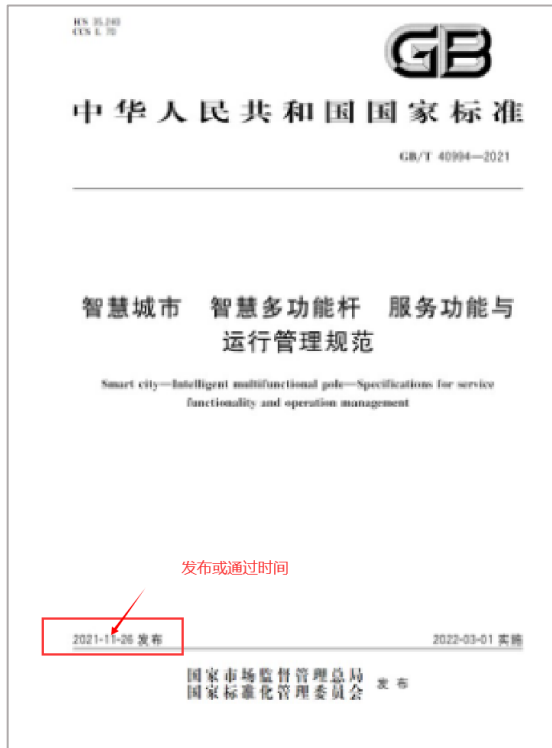 ICS 35.240
CCS L 70
GB
中华人民共和国国家标准
GB/T 40994—2021
智慧城市 智慧多功能杆 服务功能与
运行管理规范
Smart city—Intelligent multifunctional pole—Specifications for service
functionality and operation management
发布或通过时间
2021-11-26 发布
2022-03-01 实施
国家市场监督管理总局
国家标准化管理委员会
发布